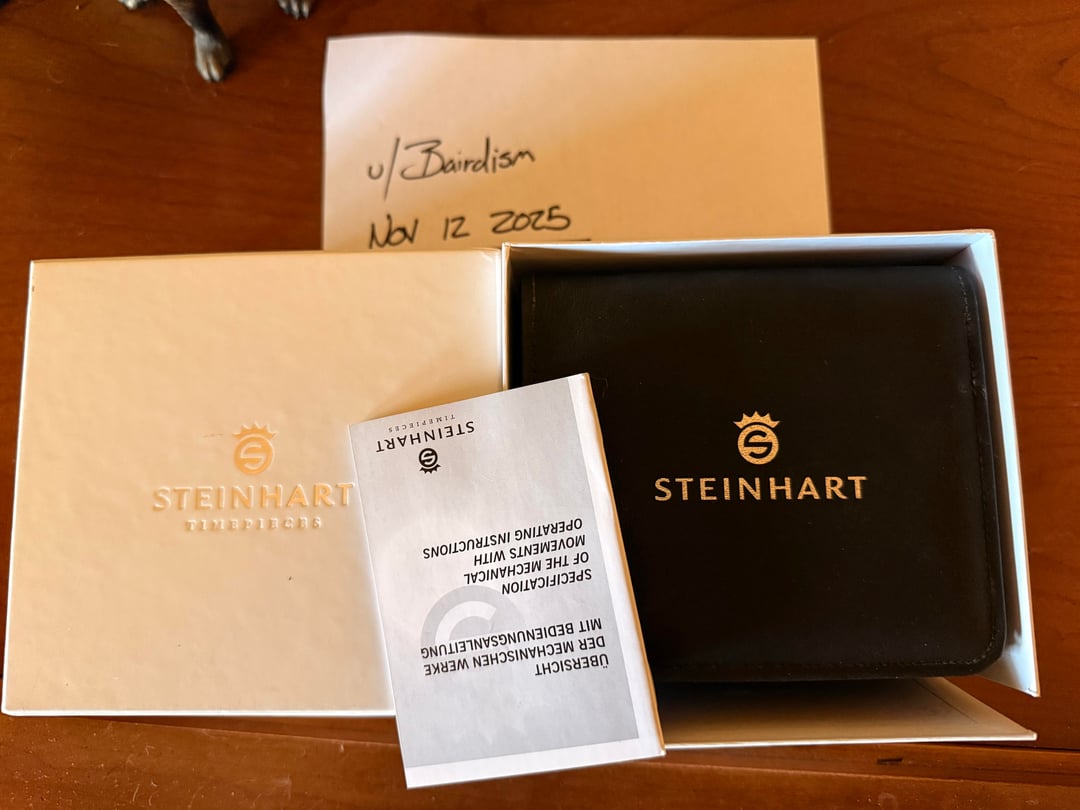 u/Bairdism
Nov 12 2025
STEINHART
TIMEPIECES
STEINHART
TIMEPIECES
ÜBERSICHT
DER MECHANISCHEN WERKE
MIT BEDIENUNGSANLEITUNG
SPECIFICATION
OF THE MECHANICAL
MOVEMENTS WITH
OPERATING INSTRUCTIONS
STEINHART